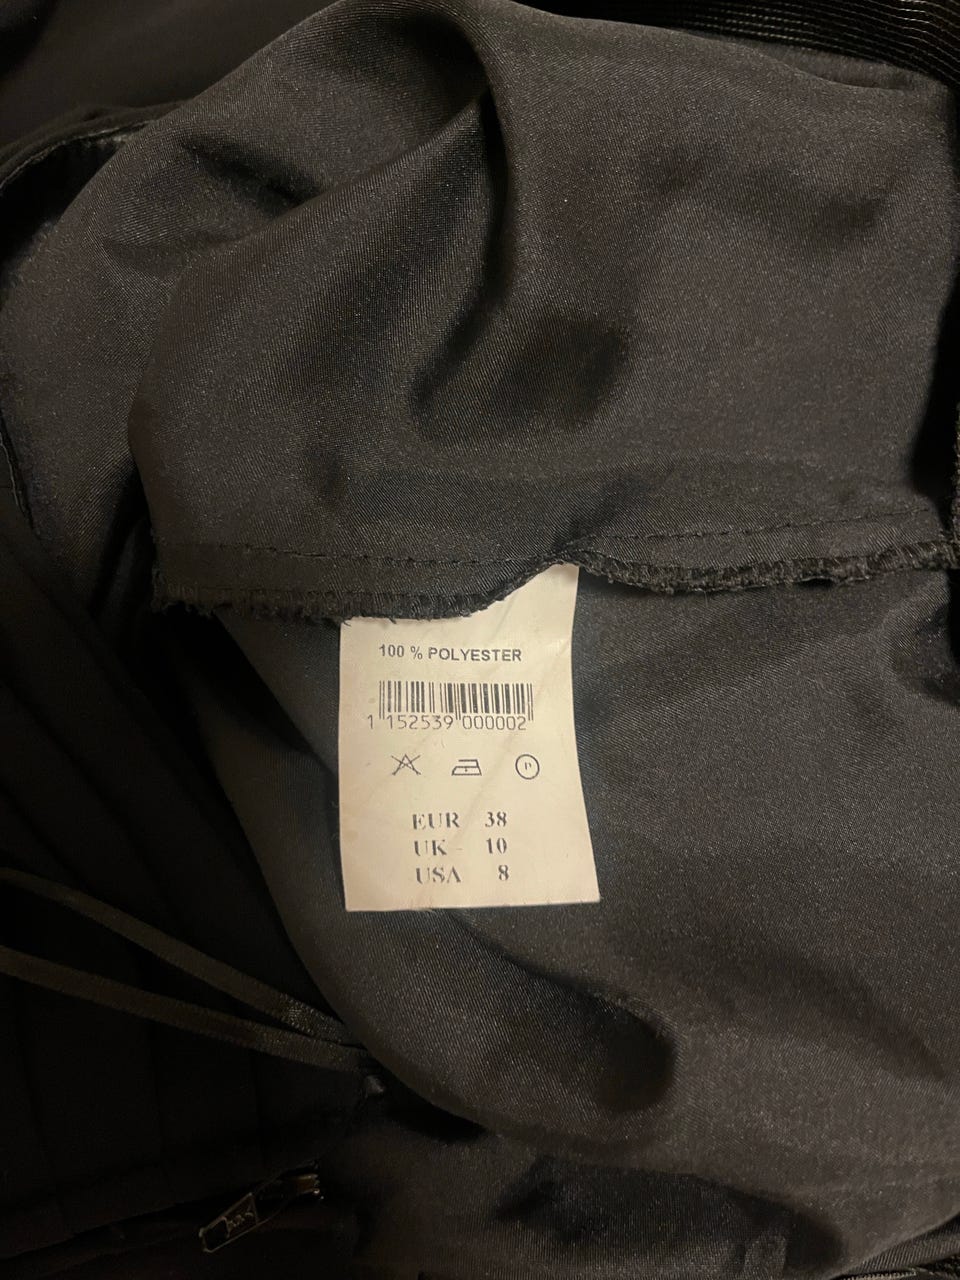 100 % POLYESTER
1 152539 000002
P
EUR 38
UK 10
USA 8